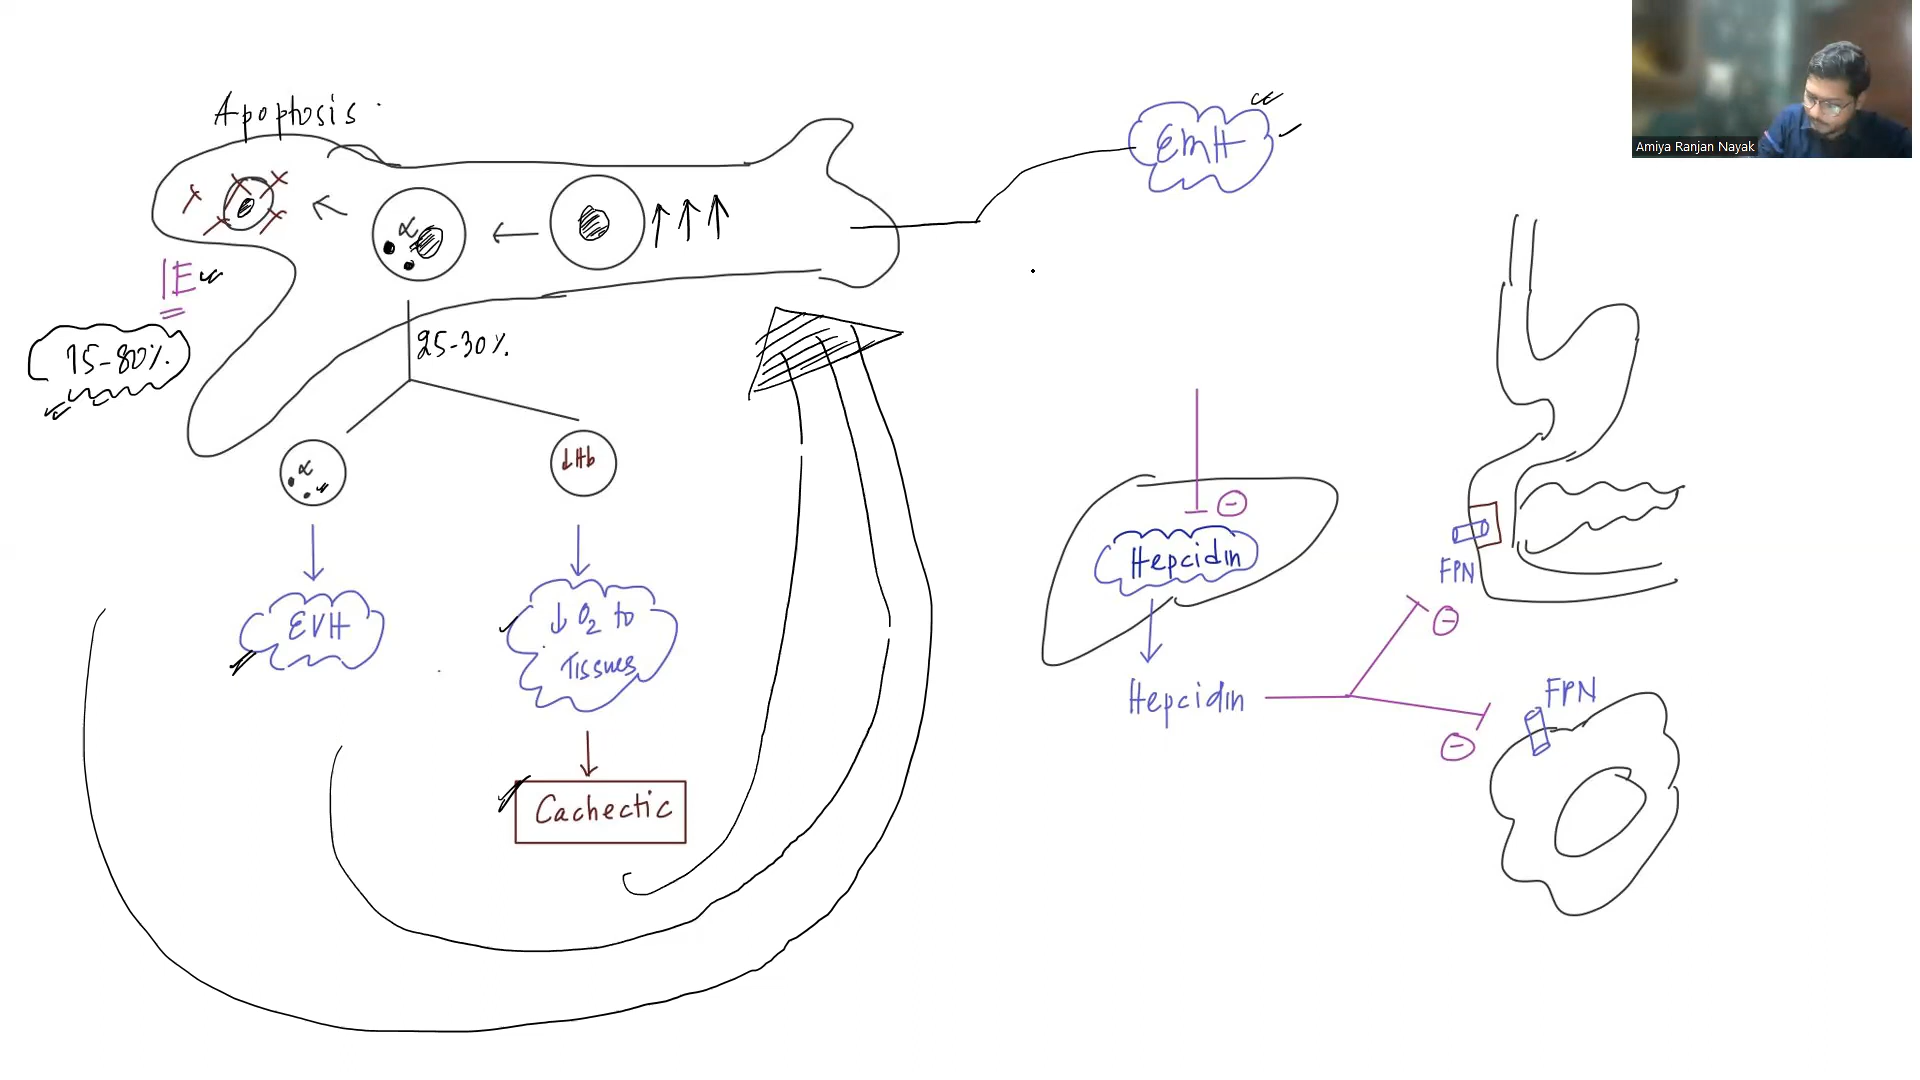 Amiya Ranjan Nayak
Apoptosis
EMH
α
↑↑↑
IE
75-80%.
25-30%.
α
↓Hb
EVH
↓ O2 to
Tissues
Cachectic
⊖
Hepcidin
Hepcidin
FPN
⊖
FPN
⊖